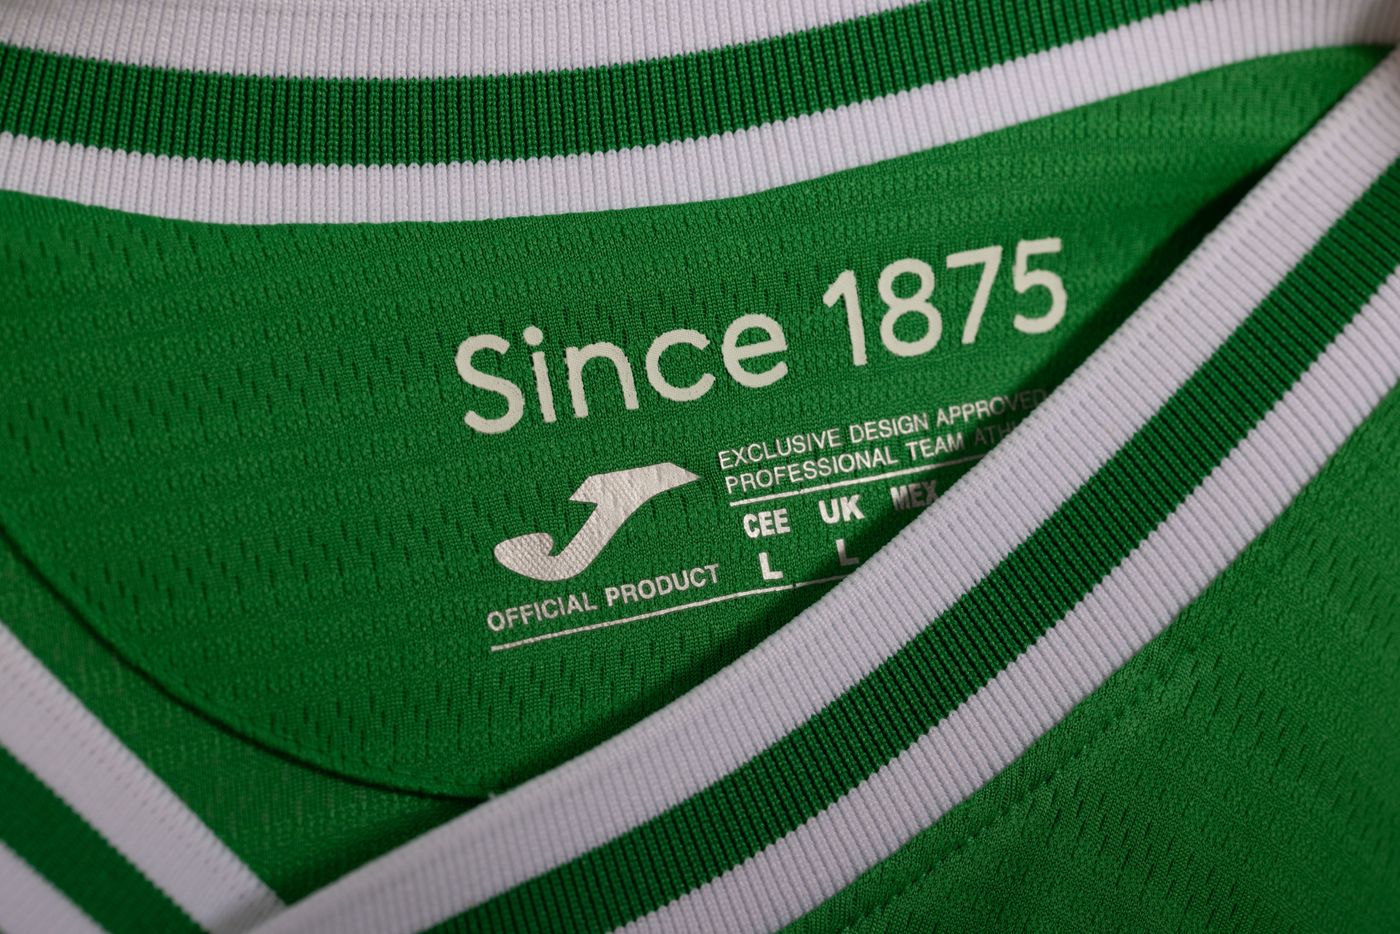 Since 1875
EXCLUSIVE DESIGN APPROVED
PROFESSIONAL TEAM
CEE UK MEX
L L
OFFICIAL PRODUCT